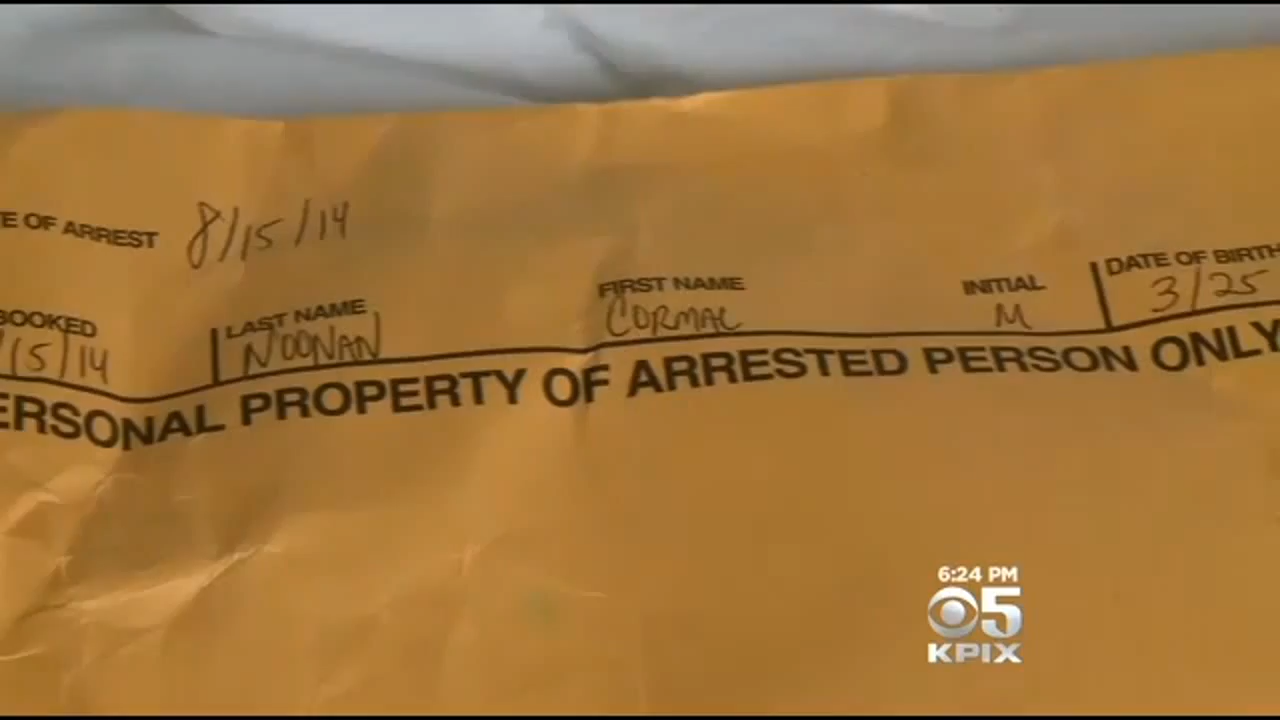 E OF ARREST 8/15/14
BOOKED LAST NAME FIRST NAME INITIAL DATE OF BIRTH
/15/14 NOONAN CORMAC M 3/25
ERSONAL PROPERTY OF ARRESTED PERSON ONLY
6:24 PM
5
KPIX